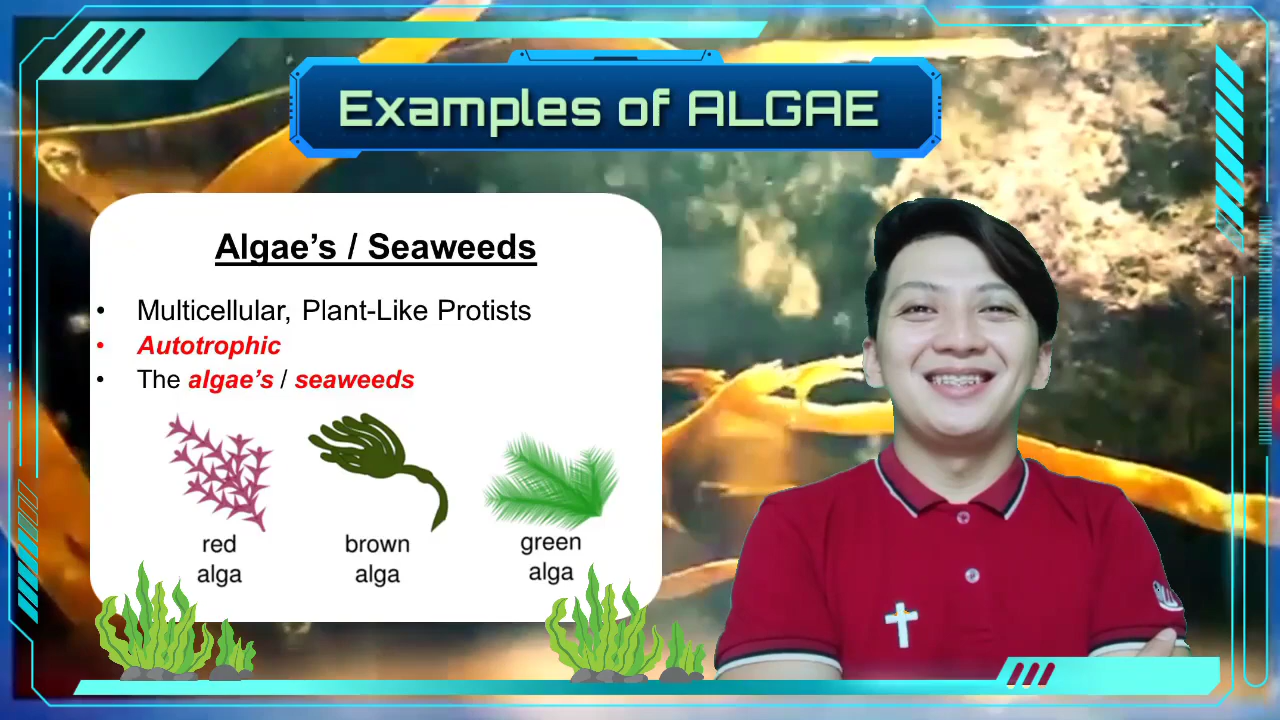 Examples of ALGAE
Algae's / Seaweeds
• Multicellular, Plant-Like Protists
• Autotrophic
• The algae's / seaweeds
red
alga
brown
alga
green
alga